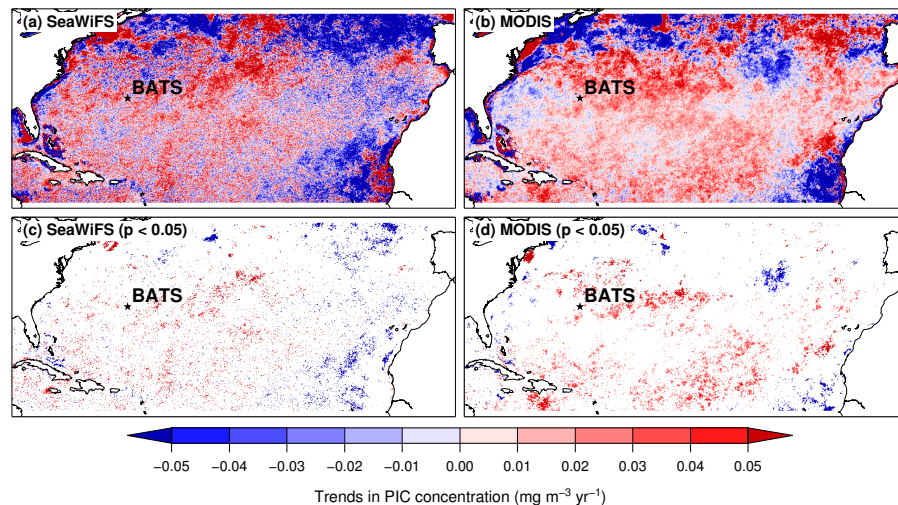 (a) SeaWiFS
BATS
(b) MODIS
BATS
(c) SeaWiFS (p < 0.05)
BATS
(d) MODIS (p < 0.05)
BATS
−0.05 −0.04 −0.03 −0.02 −0.01 0.00 0.01 0.02 0.03 0.04 0.05
Trends in PIC concentration (mg m⁻³ yr⁻¹)